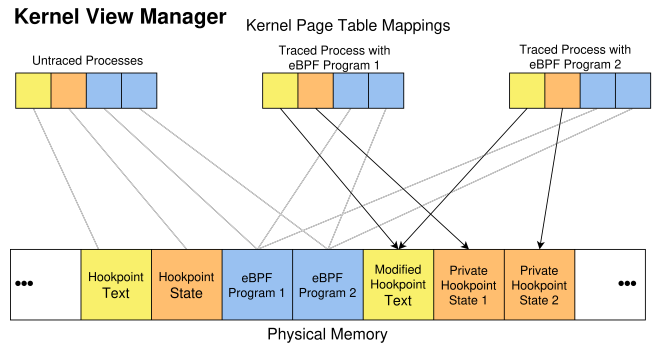 Kernel View Manager
Kernel Page Table Mappings
Untraced Processes
Traced Process with
eBPF Program 1
Traced Process with
eBPF Program 2
•••
Hookpoint
Text
Hookpoint
State
eBPF
Program 1
eBPF
Program 2
Modified
Hookpoint
Text
Private
Hookpoint
State 1
Private
Hookpoint
State 2
•••
Physical Memory